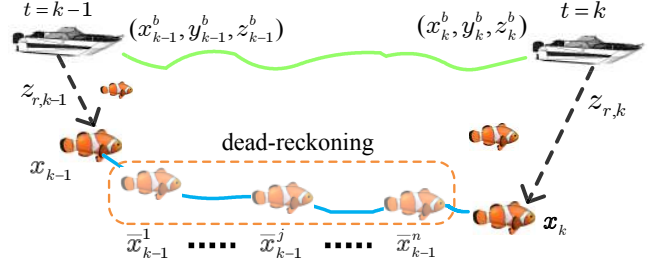 t = k−1 t = k
(x^b_{k−1}, y^b_{k−1}, z^b_{k−1}) (x^b_k, y^b_k, z^b_k)
z_{r,k−1} z_{r,k}
dead-reckoning
x_{k−1} x_k
x̅^1_{k−1} ▪▪▪▪▪ x̅^j_{k−1} ▪▪▪▪▪ x̅^n_{k−1}